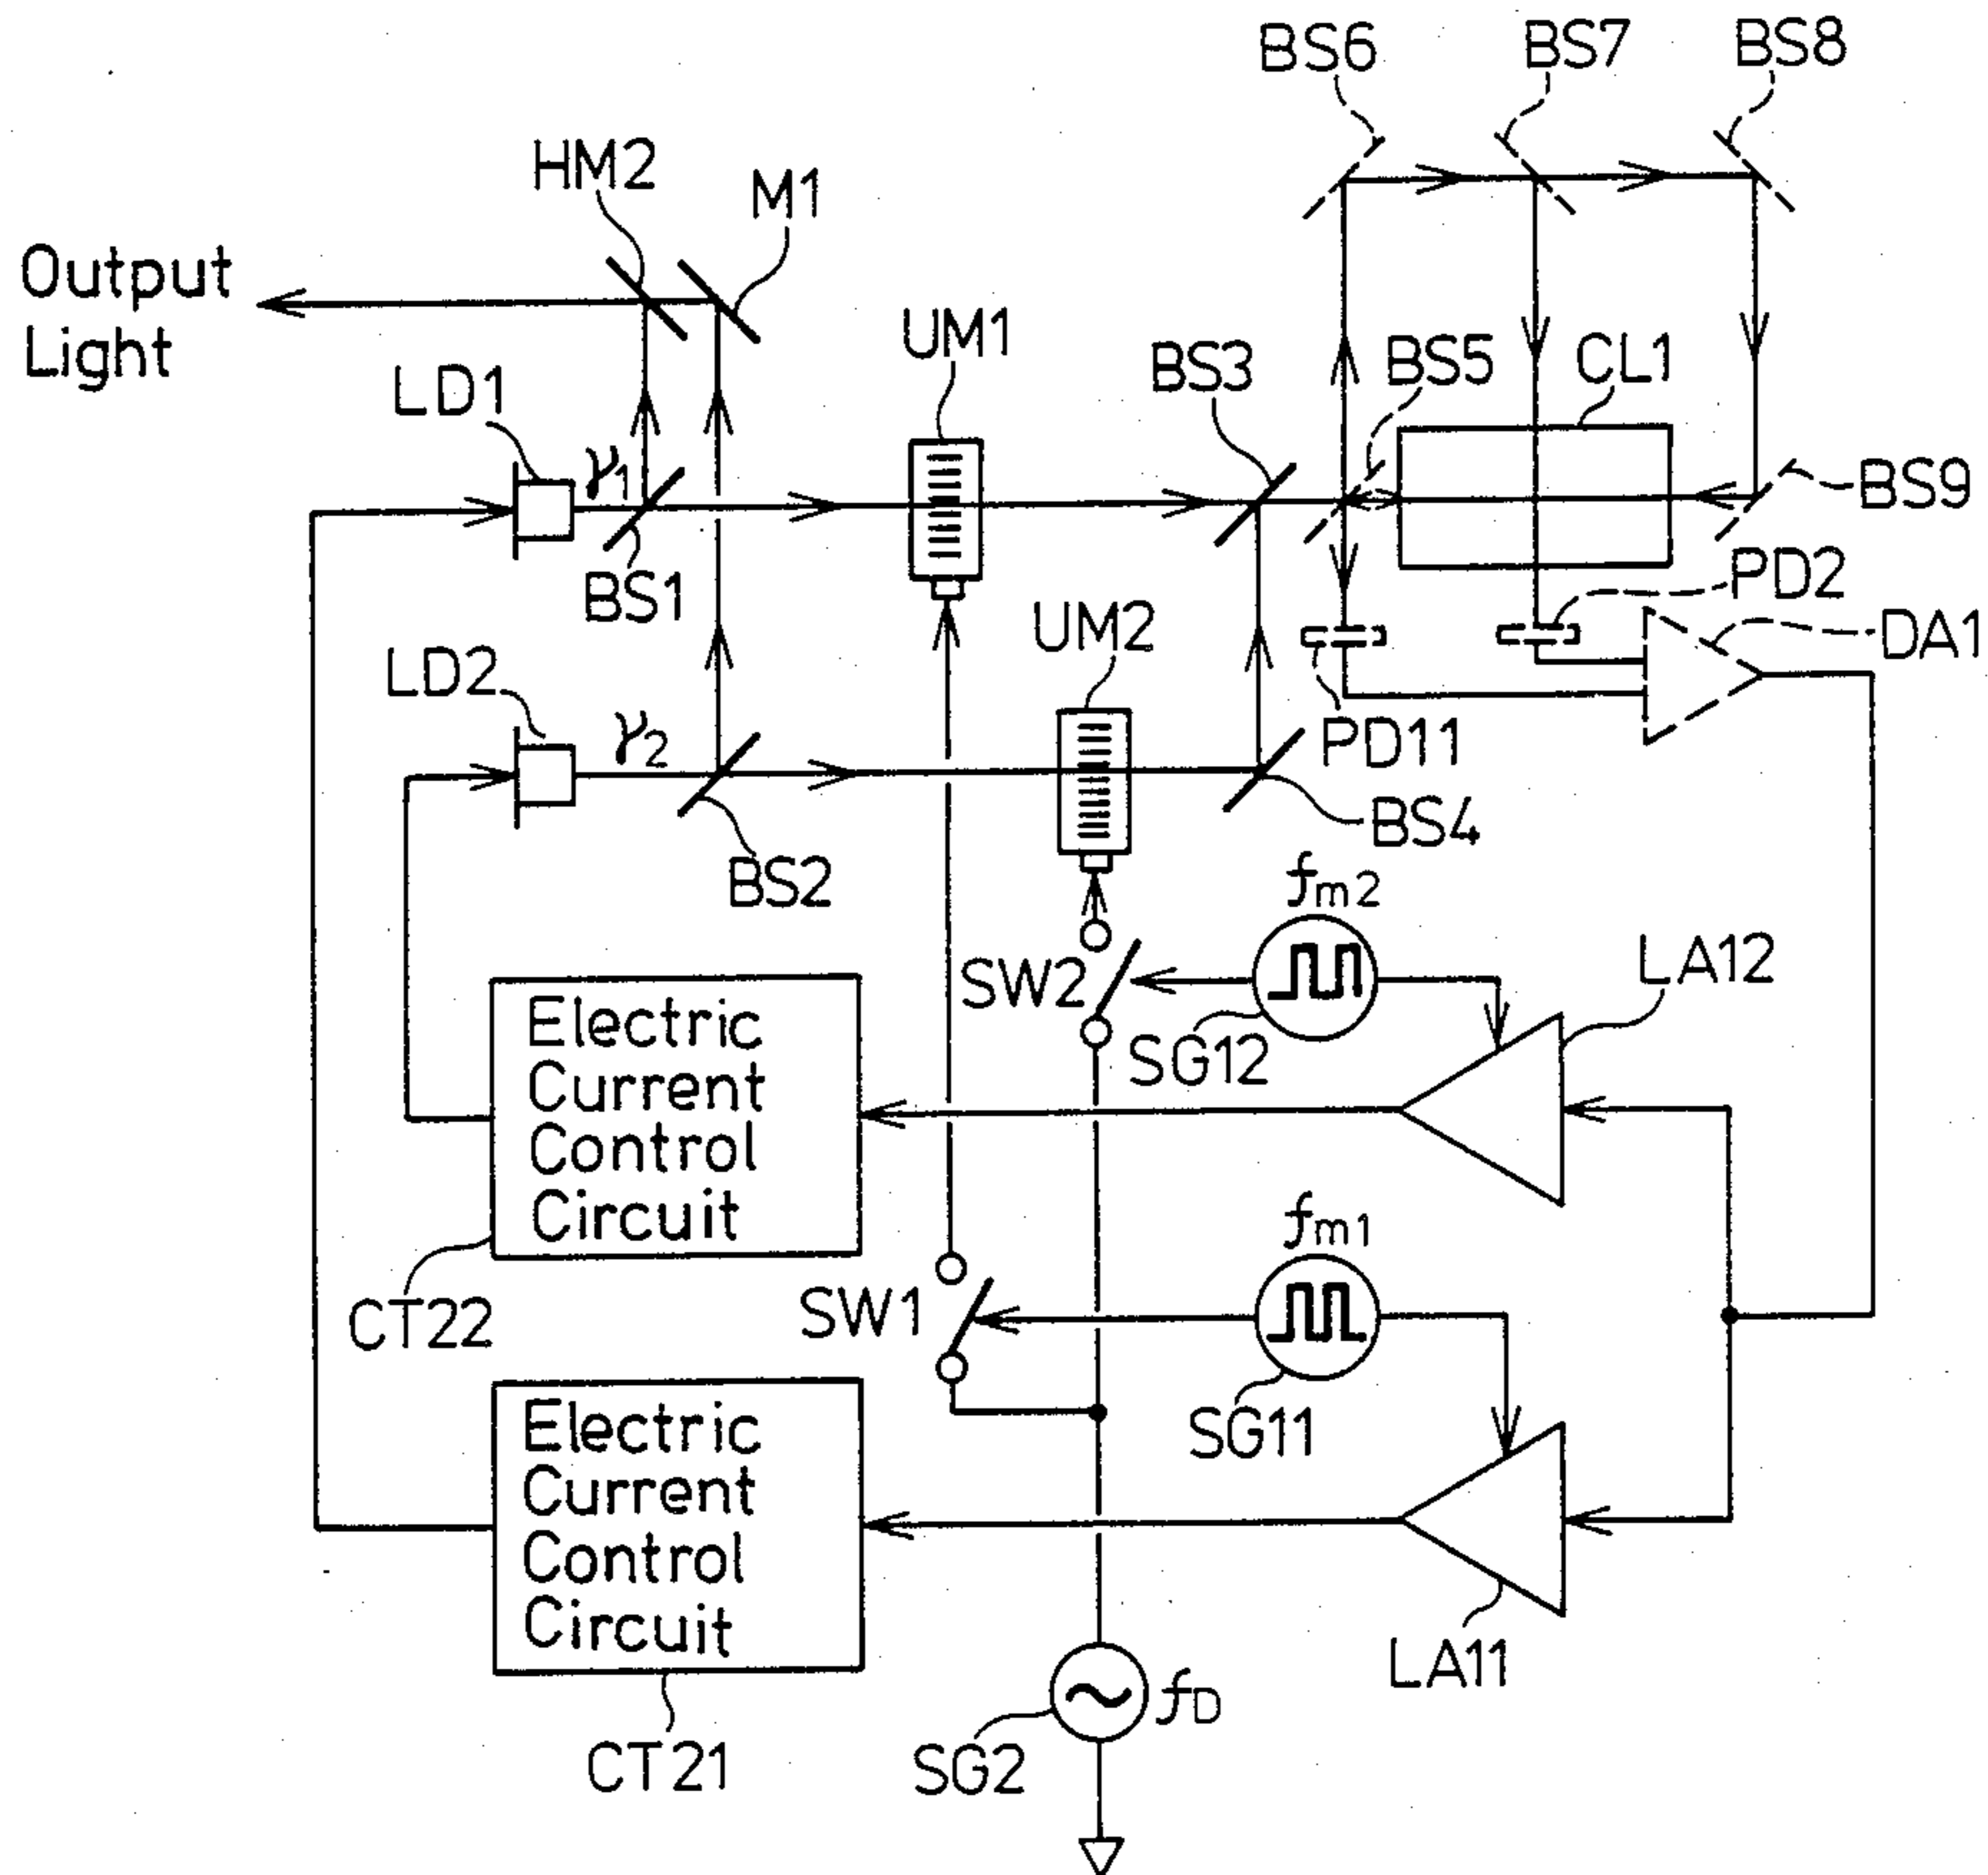 BS6
BS7
BS8
HM2
M1
Output
Light
UM1
BS3
BS5
CL1
LD1
γ1
BS9
BS1
UM2
PD2
DA1
LD2
γ2
PD11
BS4
BS2
fm2
LA12
SW2
SG12
Electric
Current
Control
Circuit
fm1
CT22
SW1
SG11
Electric
Current
Control
Circuit
LA11
fD
CT21
SG2